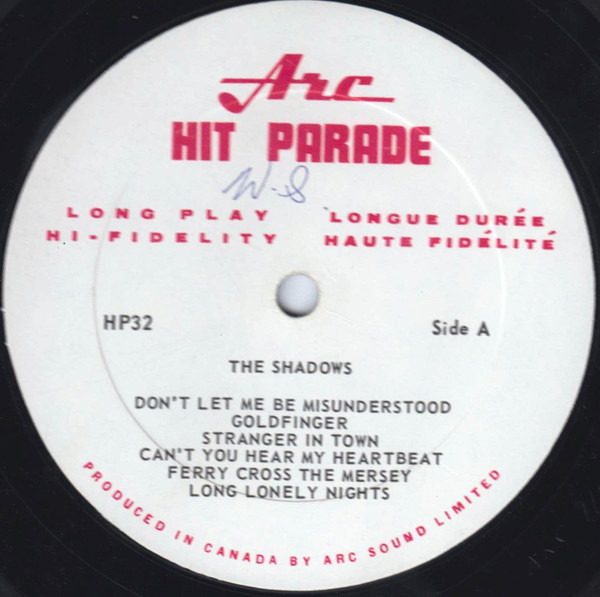 Arc
HIT PARADE
W.S
LONG PLAY
HI-FIDELITY
LONGUE DURÉE
HAUTE FIDÉLITÉ
HP32
Side A
THE SHADOWS
DON'T LET ME BE MISUNDERSTOOD
GOLDFINGER
STRANGER IN TOWN
CAN'T YOU HEAR MY HEARTBEAT
FERRY CROSS THE MERSEY
LONG LONELY NIGHTS
PRODUCED IN CANADA BY ARC SOUND LIMITED